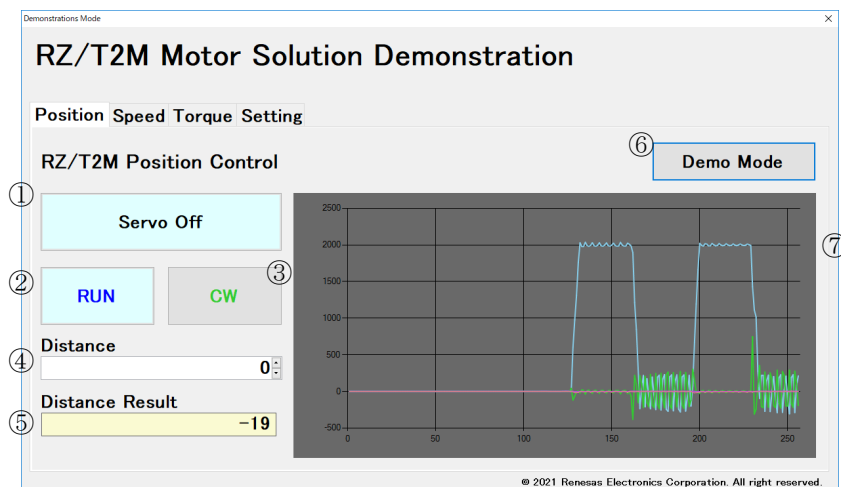 Demonstrations Mode ×
RZ/T2M Motor Solution Demonstration
Position Speed Torque Setting
RZ/T2M Position Control
⑥ Demo Mode
① Servo Off
② RUN CW ③
Distance
④ 0
Distance Result
⑤ -19
⑦
2500
2000
1500
1000
500
0
-500
0 50 100 150 200 250
© 2021 Renesas Electronics Corporation. All right reserved.